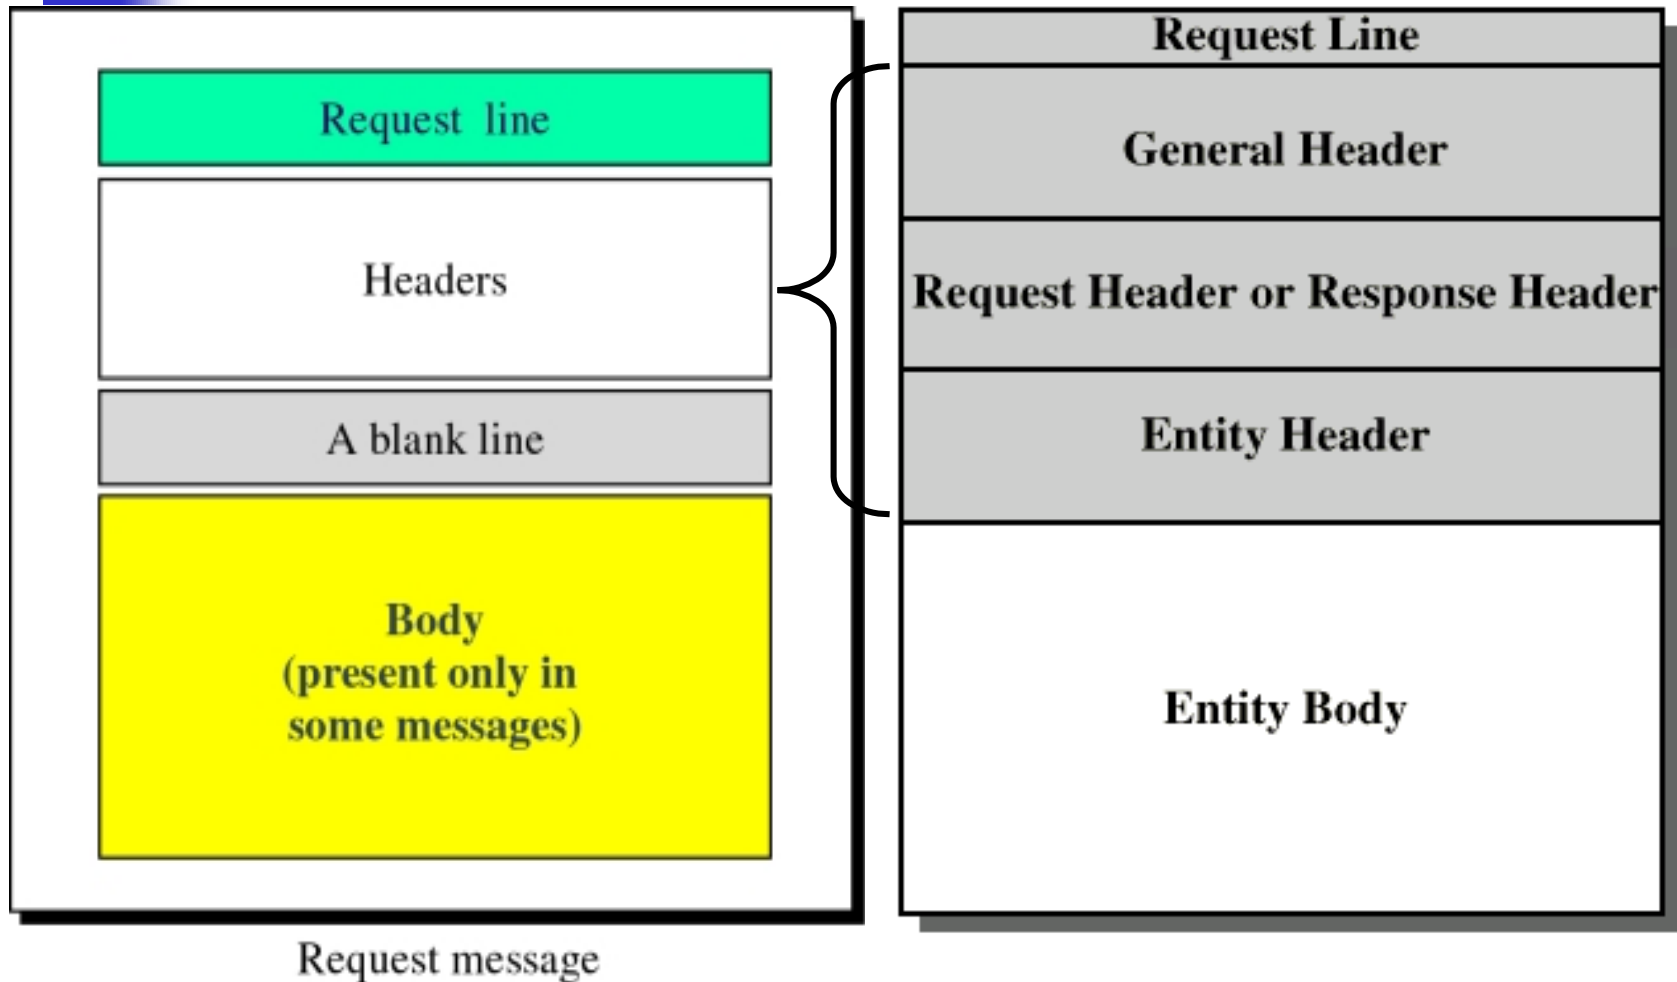 Request line
Headers
A blank line
Body
(present only in
some messages)
Request message
Request Line
General Header
Request Header or Response Header
Entity Header
Entity Body